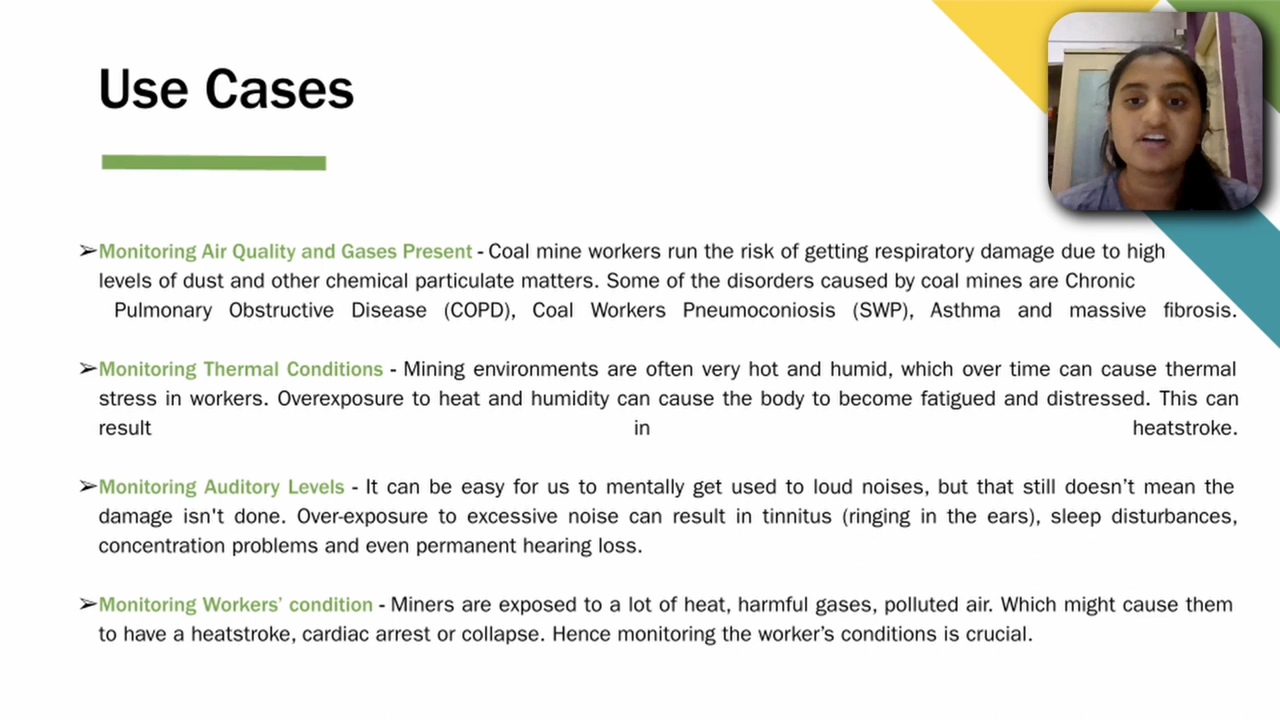 Use Cases
➢Monitoring Air Quality and Gases Present - Coal mine workers run the risk of getting respiratory damage due to high
levels of dust and other chemical particulate matters. Some of the disorders caused by coal mines are Chronic
Pulmonary Obstructive Disease (COPD), Coal Workers Pneumoconiosis (SWP), Asthma and massive fibrosis.
➢Monitoring Thermal Conditions - Mining environments are often very hot and humid, which over time can cause thermal
stress in workers. Overexposure to heat and humidity can cause the body to become fatigued and distressed. This can
result in heatstroke.
➢Monitoring Auditory Levels - It can be easy for us to mentally get used to loud noises, but that still doesn’t mean the
damage isn't done. Over-exposure to excessive noise can result in tinnitus (ringing in the ears), sleep disturbances,
concentration problems and even permanent hearing loss.
➢Monitoring Workers’ condition - Miners are exposed to a lot of heat, harmful gases, polluted air. Which might cause them
to have a heatstroke, cardiac arrest or collapse. Hence monitoring the worker’s conditions is crucial.